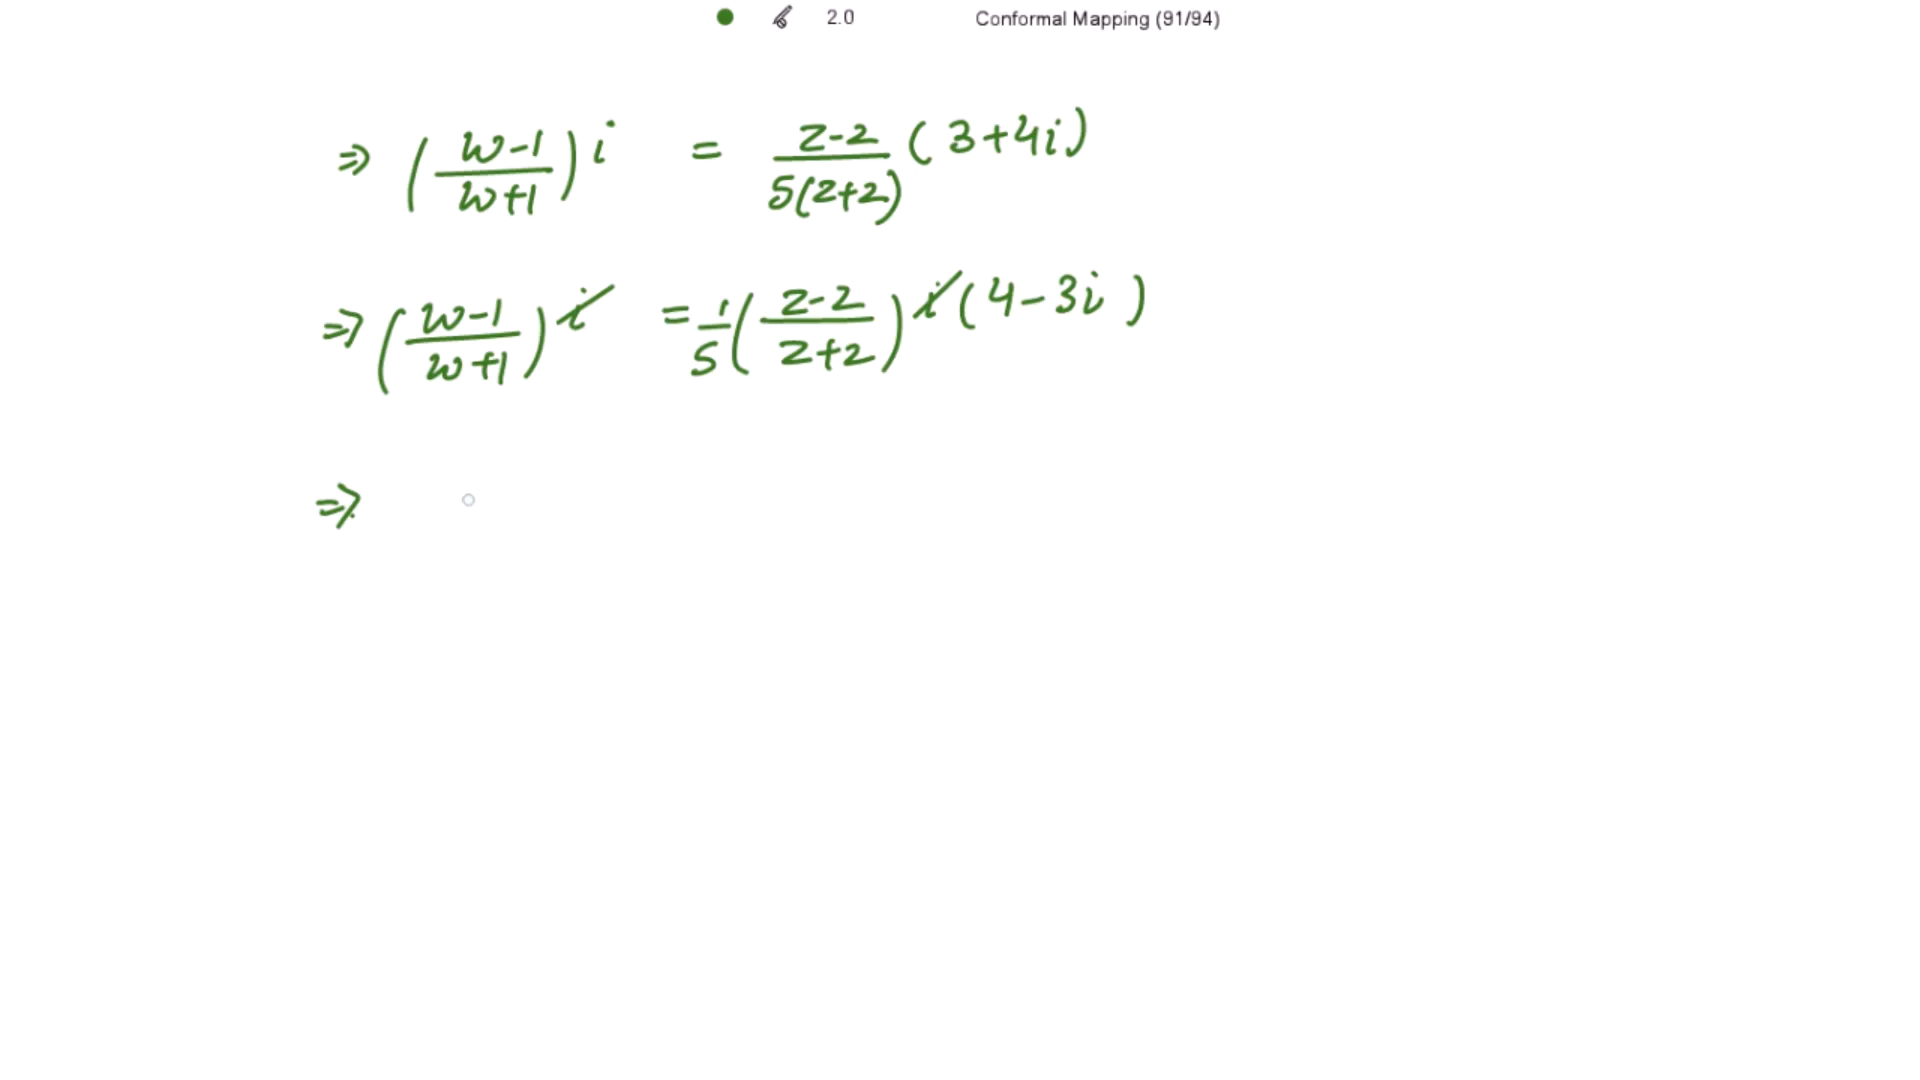 2.0 Conformal Mapping (91/94)
⇒ ((w-1)/(w+1)) i = (z-2)/(5(z+2)) (3+4i)
⇒ ((w-1)/(w+1)) i = 1/5 ((z-2)/(z+2)) i (4-3i)
⇒